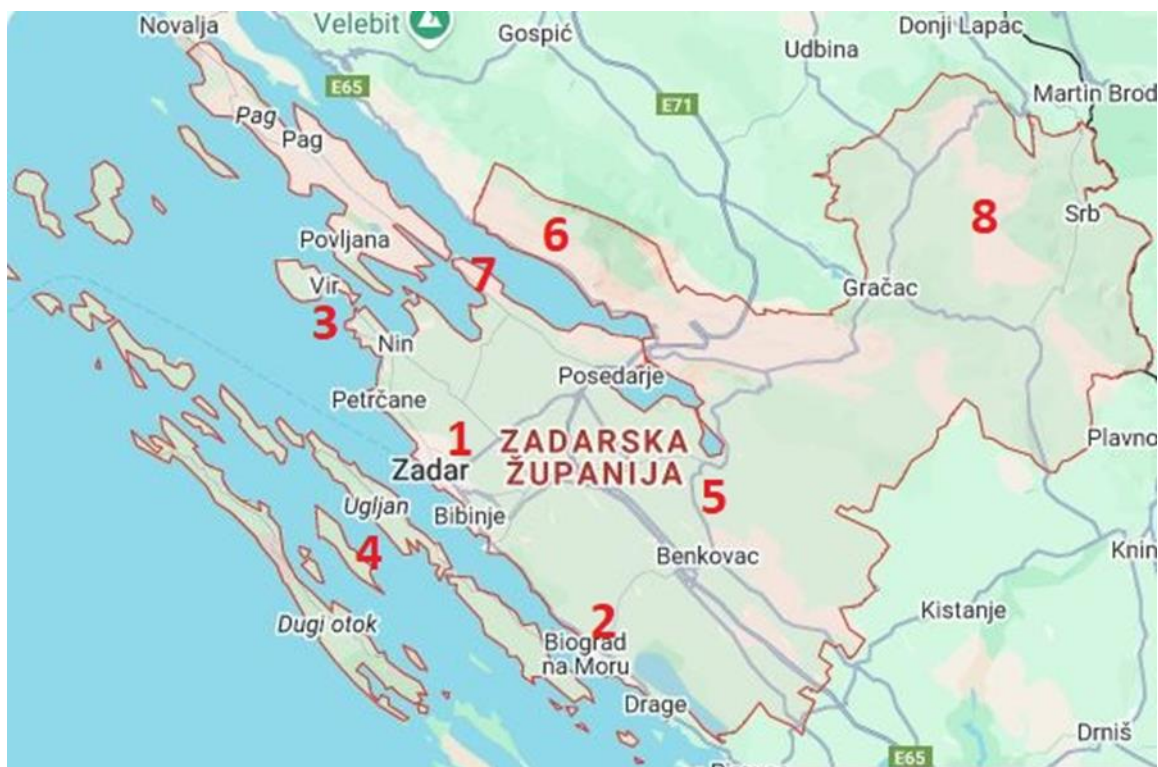 Novalja
Velebit
Gospić
Donji Lapac
Udbina
E65
E71
Martin Brod
Pag
Pag
6
8
Srb
Povljana
7
Vir
Gračac
3
Nin
Posedarje
Petrčane
1
ZADARSKA
ŽUPANIJA
Plavno
Zadar
5
Ugljan
Bibinje
4
Benkovac
Knin
Kistanje
2
Dugi otok
Biograd
na Moru
Drage
Drniš
E65